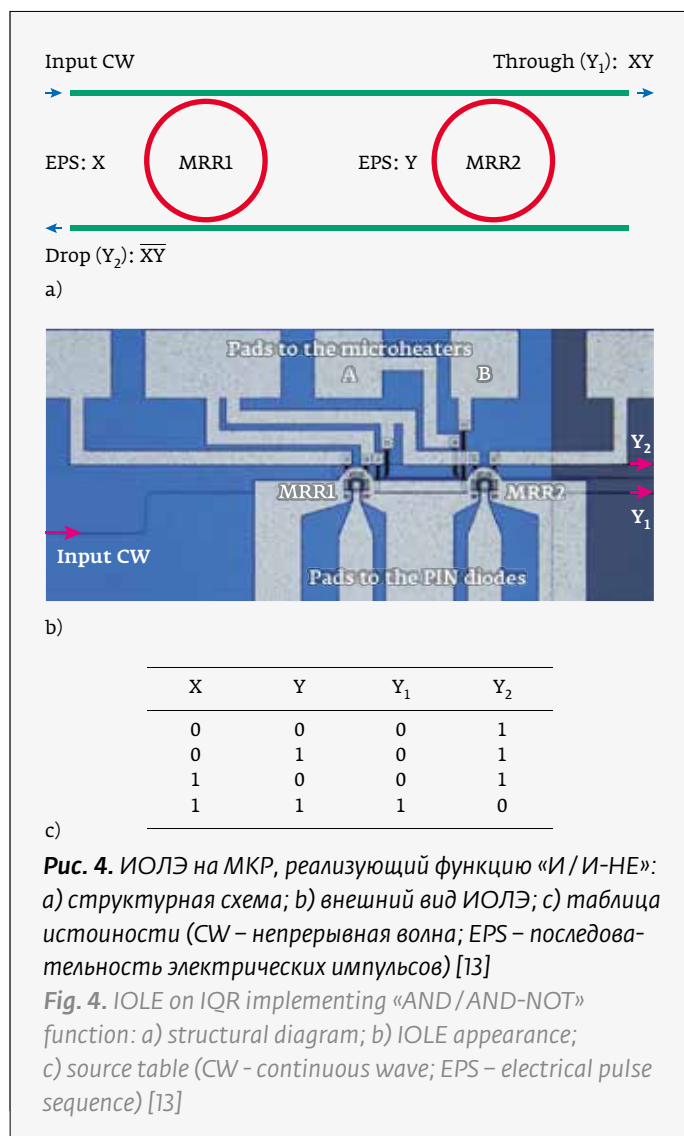 Input CW
Through (Y₁): XY
EPS: X
MRR1
EPS: Y
MRR2
Drop (Y₂): X̅Y̅
a)
Pads to the microheaters
A
B
Y₂
MRR1
MRR2
Y₁
Input CW
Pads to the PIN diodes
b)
X Y Y₁ Y₂
0 0 0 1
0 1 0 1
1 0 0 1
1 1 1 0
c)
Рис. 4. ИОЛЭ на МКР, реализующий функцию «И / И-НЕ»:
а) структурная схема; b) внешний вид ИОЛЭ; с) таблица
истоиности (CW – непрерывная волна; EPS – последова-
тельность электрических импульсов) [13]
Fig. 4. IOLE on IQR implementing «AND / AND-NOT»
function: a) structural diagram; b) IOLE appearance;
c) source table (CW - continuous wave; EPS – electrical pulse
sequence) [13]